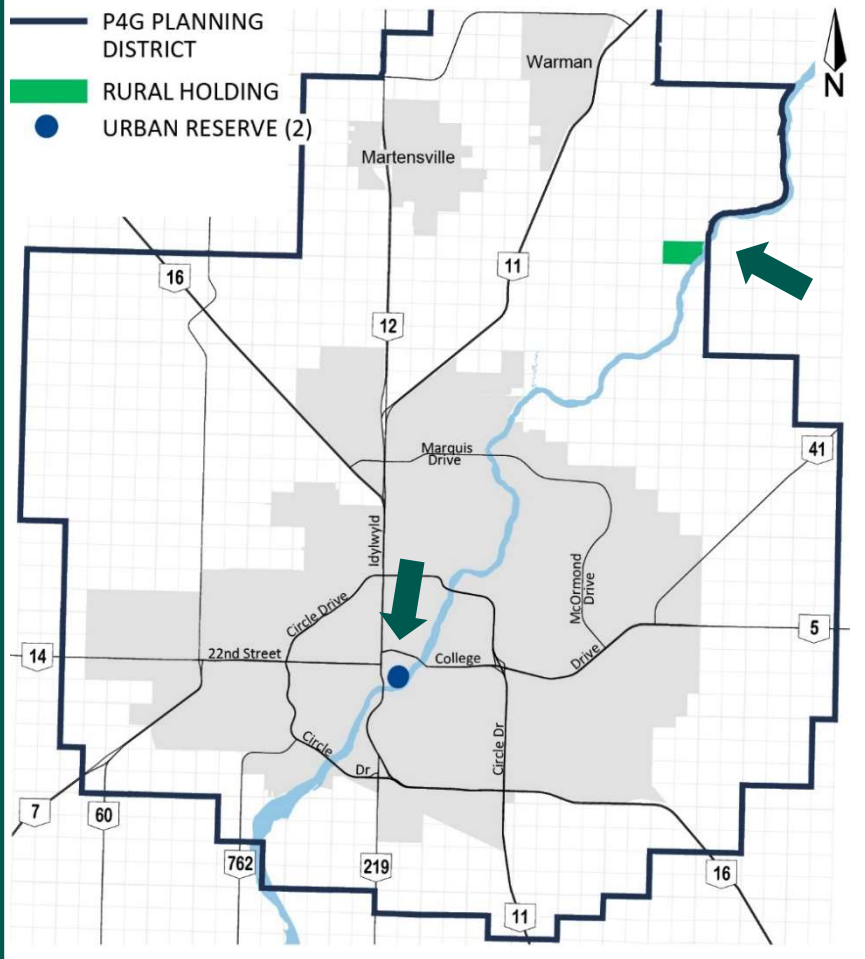 P4G PLANNING
DISTRICT
RURAL HOLDING
URBAN RESERVE (2)
N
Warman
Martensville
16
11
12
41
Marquis
Drive
Idylwyld
McOrmond
Drive
Circle Drive
5
14
22nd Street
College
Drive
Circle
Dr
Circle Dr
7
60
762
219
16
11